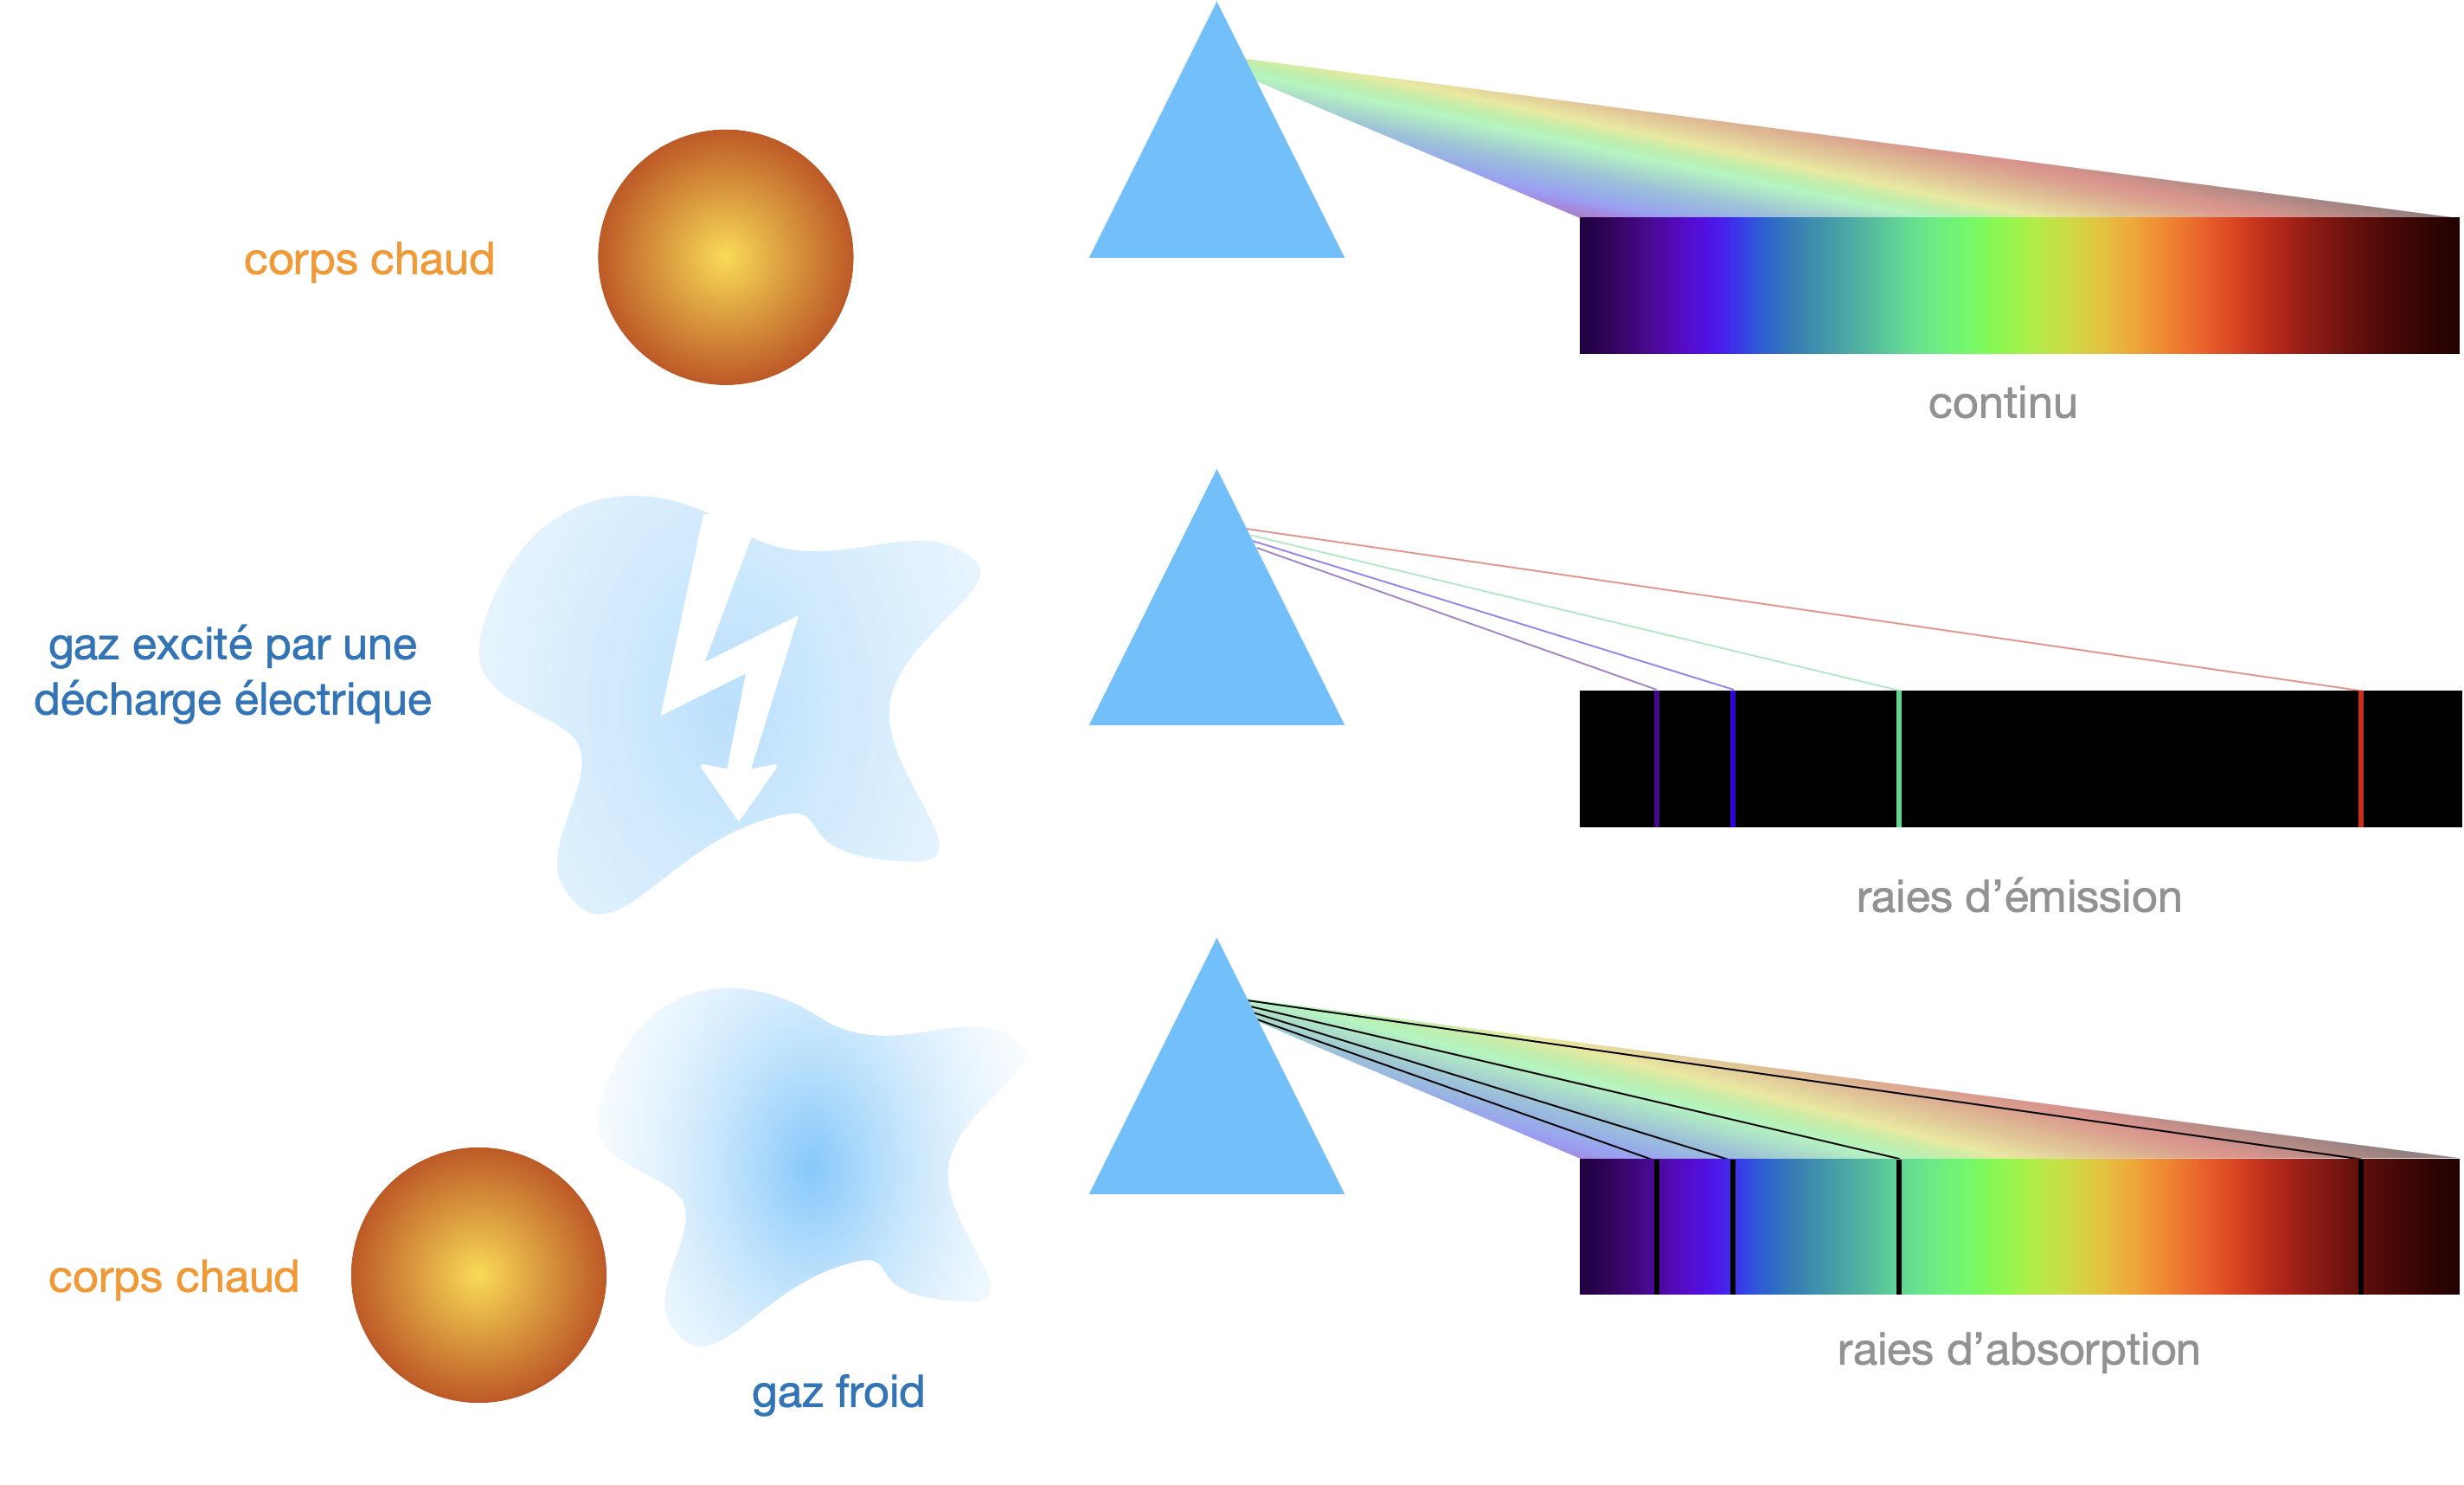 corps chaud
continu
gaz excité par une
décharge électrique
raies d’émission
corps chaud
gaz froid
raies d’absorption